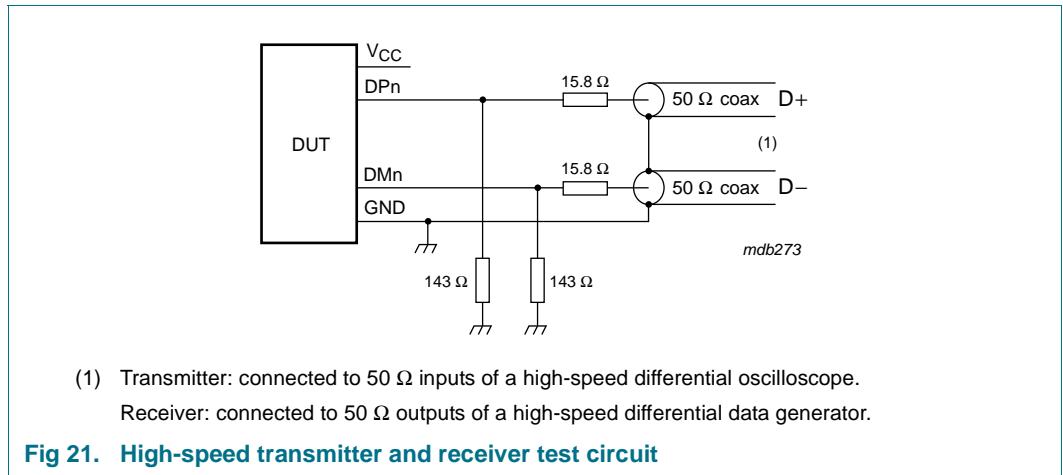 VCC
DPn
15.8 Ω
50 Ω coax D+
(1)
DUT
DMn
15.8 Ω
50 Ω coax D−
GND
mdb273
143 Ω
143 Ω
(1) Transmitter: connected to 50 Ω inputs of a high-speed differential oscilloscope.
Receiver: connected to 50 Ω outputs of a high-speed differential data generator.
Fig 21. High-speed transmitter and receiver test circuit